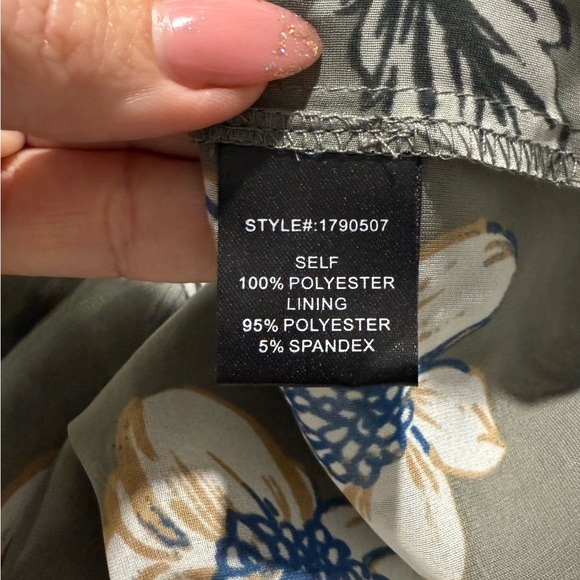 STYLE#:1790507
SELF
100% POLYESTER
LINING
95% POLYESTER
5% SPANDEX